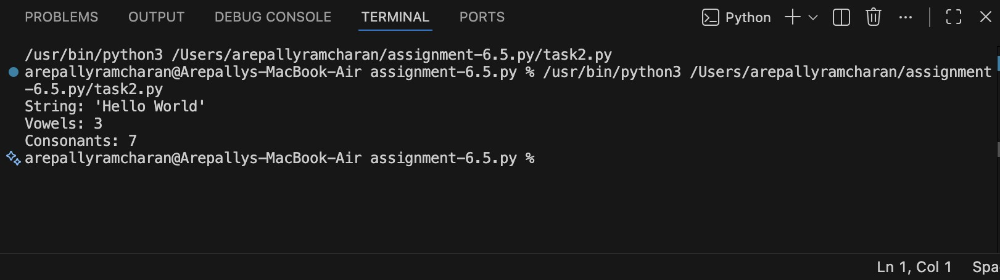 PROBLEMS OUTPUT DEBUG CONSOLE TERMINAL PORTS Python
/usr/bin/python3 /Users/arepallyramcharan/assignment-6.5.py/task2.py
arepallyramcharan@Arepallys-MacBook-Air assignment-6.5.py % /usr/bin/python3 /Users/arepallyramcharan/assignment
-6.5.py/task2.py
String: 'Hello World'
Vowels: 3
Consonants: 7
arepallyramcharan@Arepallys-MacBook-Air assignment-6.5.py %
Ln 1, Col 1 Spa